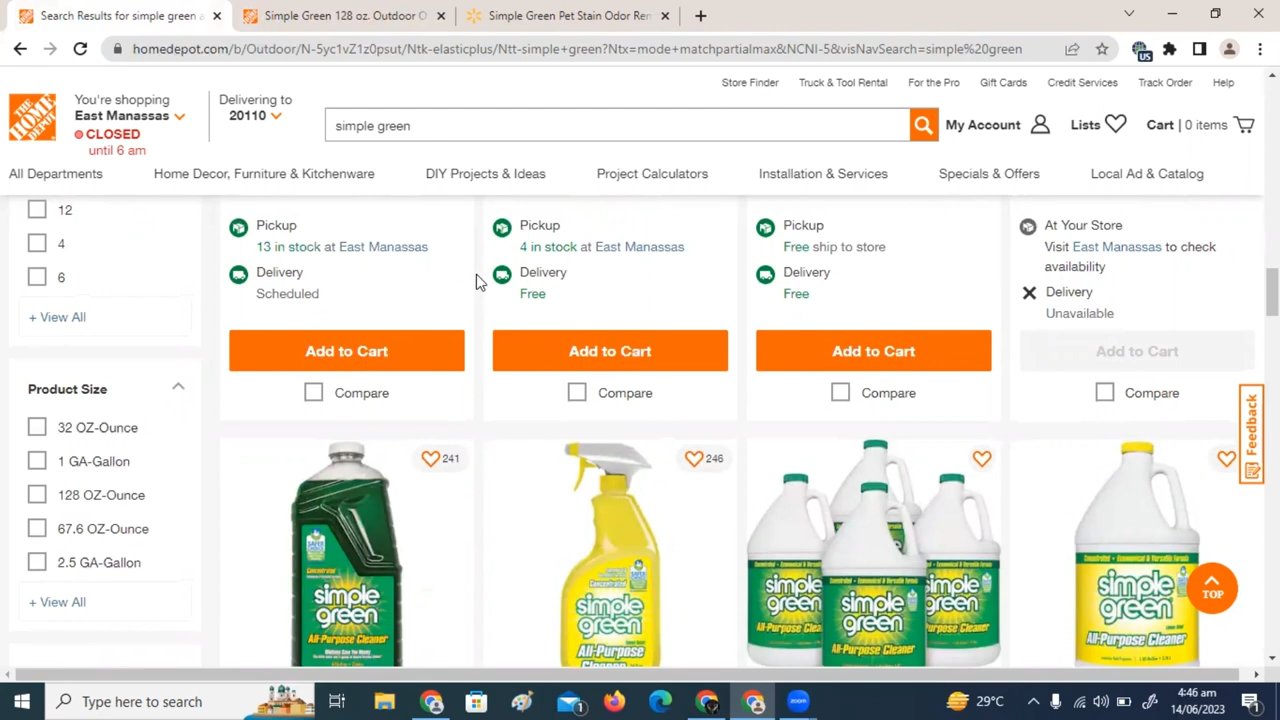 Search Results for simple green a
Simple Green 128 oz. Outdoor O
Simple Green Pet Stain Odor Rem
homedepot.com/b/Outdoor/N-5yc1vZ1z0psut/Ntk-elasticplus/Ntt-simple+green?Ntx=mode+matchpartialmax&NCNI-5&visNavSearch=simple%20green
US
Store Finder Truck & Tool Rental For the Pro Gift Cards Credit Services Track Order Help
THE HOME DEPOT
You're shopping
East Manassas
CLOSED
until 6 am
Delivering to
20110
simple green
My Account Lists Cart | 0 items
All Departments Home Decor, Furniture & Kitchenware DIY Projects & Ideas Project Calculators Installation & Services Specials & Offers Local Ad & Catalog
12
4
6
+ View All
Product Size
32 OZ-Ounce
1 GA-Gallon
128 OZ-Ounce
67.6 OZ-Ounce
2.5 GA-Gallon
+ View All
Pickup
13 in stock at East Manassas
Delivery
Scheduled
Add to Cart
Compare
Pickup
4 in stock at East Manassas
Delivery
Free
Add to Cart
Compare
Pickup
Free ship to store
Delivery
Free
Add to Cart
Compare
At Your Store
Visit East Manassas to check
availability
Delivery
Unavailable
Add to Cart
Compare
241
simple
green
All-Purpose Cleaner
246
simple
green
All-Purpose
simple
green
All-Purpose Cleaner
simple
green
All-Purpose Cleaner
Feedback
TOP
Type here to search
1
29°C
4:46 am
14/06/2023
1
zoom